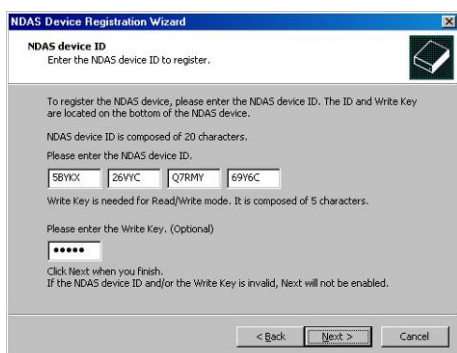 NDAS Device Registration Wizard
NDAS device ID
Enter the NDAS device ID to register.
To register the NDAS device, please enter the NDAS device ID. The ID and Write Key
are located on the bottom of the NDAS device.
NDAS device ID is composed of 20 characters.
Please enter the NDAS device ID.
5BYKX 26VYC Q7RMY 69Y6C
Write Key is needed for Read/Write mode. It is composed of 5 characters.
Please enter the Write Key. (Optional)
•••••
Click Next when you finish.
If the NDAS device ID and/or the Write Key is invalid, Next will not be enabled.
< Back Next > Cancel